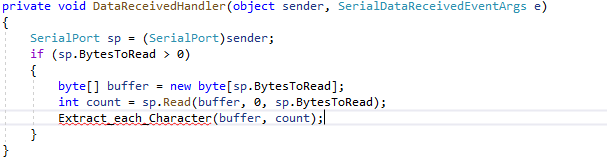 private void DataReceivedHandler(object sender, SerialDataReceivedEventArgs e)
{
SerialPort sp = (SerialPort)sender;
if (sp.BytesToRead > 0)
{
byte[] buffer = new byte[sp.BytesToRead];
int count = sp.Read(buffer, 0, sp.BytesToRead);
Extract_each_Character(buffer, count);
}
}